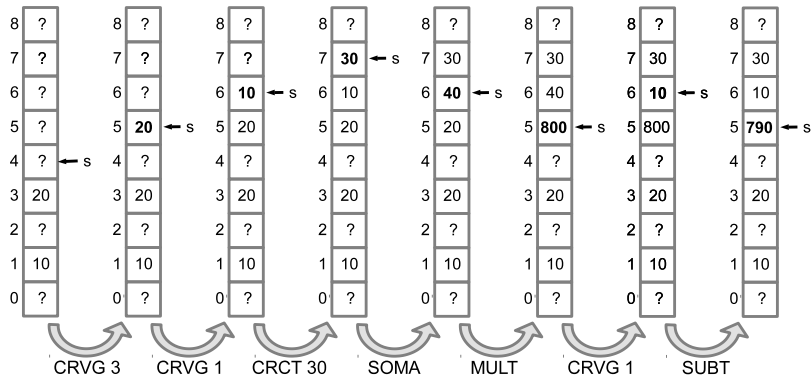 8 ? 8 ? 8 ? 8 ? 8 ? 8 ? 8 ? 8 ?
7 ? 7 ? 7 ? 7 30 s 7 30 7 30 7 30 7 30
6 ? 6 ? 6 10 s 6 10 6 40 s 6 40 6 10 s 6 10
5 ? 5 20 s 5 20 5 20 5 20 5 800 s 5 800 5 790 s
4 ? s 4 ? 4 ? 4 ? 4 ? 4 ? 4 ? 4 ?
3 20 3 20 3 20 3 20 3 20 3 20 3 20 3 20
2 ? 2 ? 2 ? 2 ? 2 ? 2 ? 2 ? 2 ?
1 10 1 10 1 10 1 10 1 10 1 10 1 10 1 10
0 ? 0 ? 0 ? 0 ? 0 ? 0 ? 0 ? 0 ?
CRVG 3 CRVG 1 CRCT 30 SOMA MULT CRVG 1 SUBT